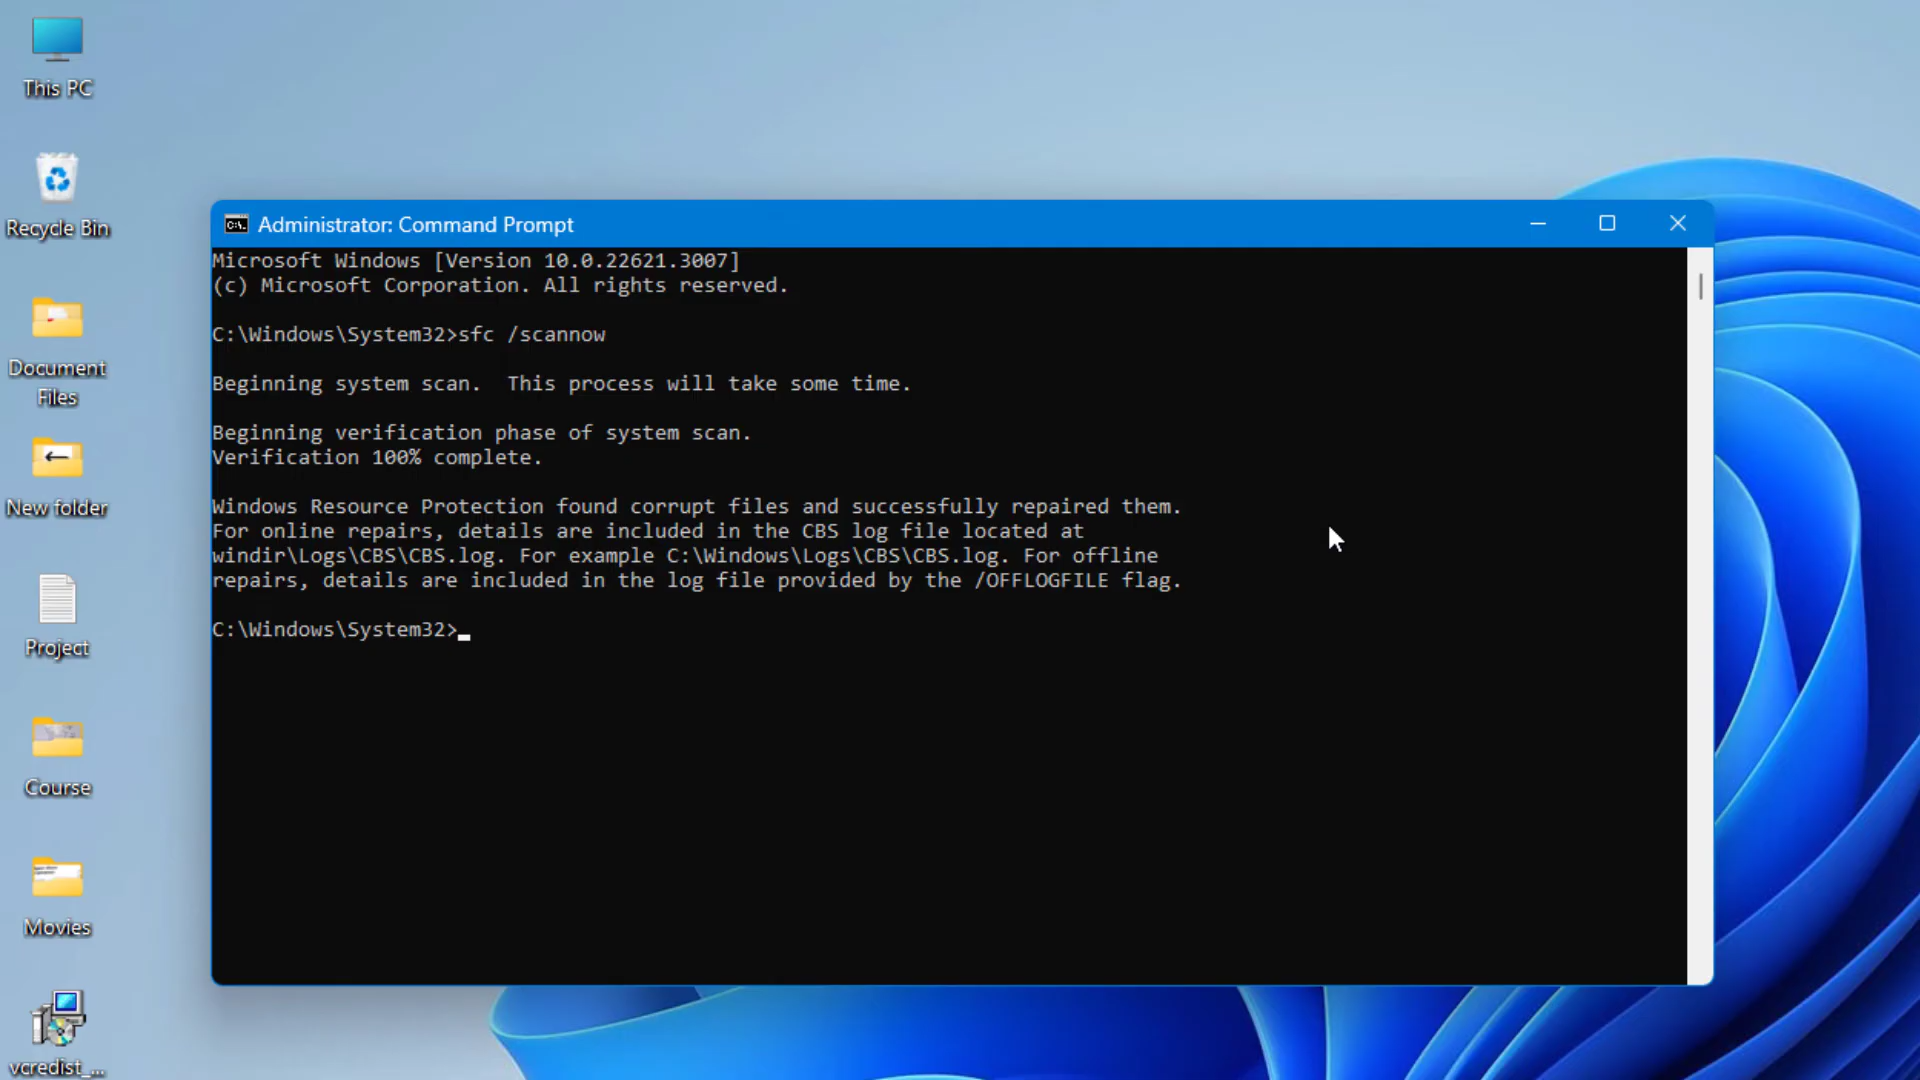 This PC
Recycle Bin
Document
Files
New folder
Project
Course
Movies
vcredist_...
Administrator: Command Prompt
Microsoft Windows [Version 10.0.22621.3007]
(c) Microsoft Corporation. All rights reserved.
C:\Windows\System32>sfc /scannow
Beginning system scan.  This process will take some time.
Beginning verification phase of system scan.
Verification 100% complete.
Windows Resource Protection found corrupt files and successfully repaired them.
For online repairs, details are included in the CBS log file located at
windir\Logs\CBS\CBS.log. For example C:\Windows\Logs\CBS\CBS.log. For offline
repairs, details are included in the log file provided by the /OFFLOGFILE flag.
C:\Windows\System32>